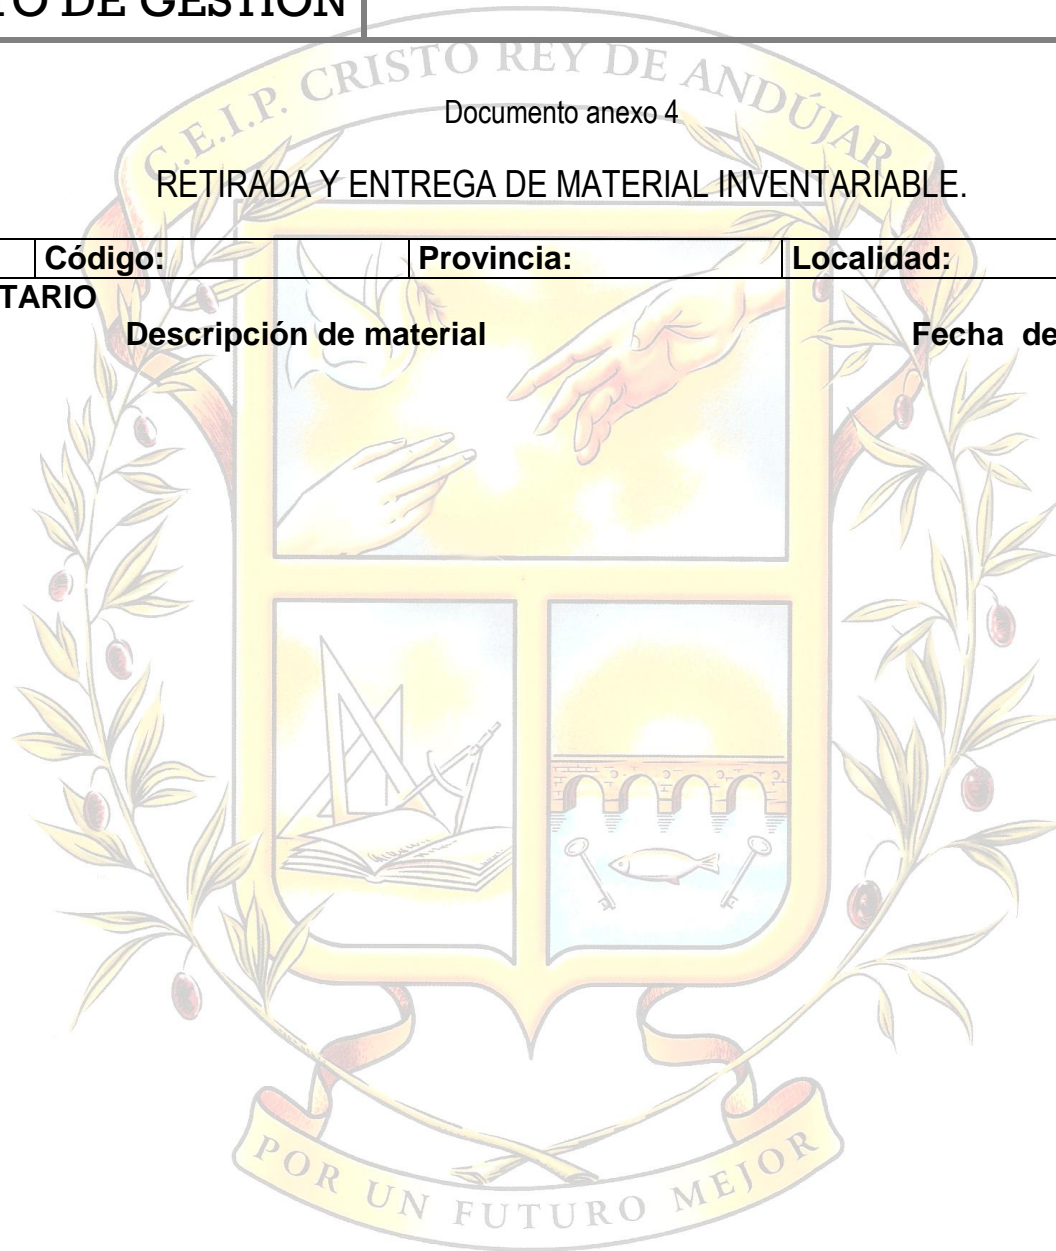 TO DE GESTIÓN
C.E.I.P. CRISTO REY DE ANDÚJAR
Documento anexo 4
RETIRADA Y ENTREGA DE MATERIAL INVENTARIABLE.
Código: Provincia: Localidad:
TARIO
Descripción de material Fecha de
POR UN FUTURO MEJOR